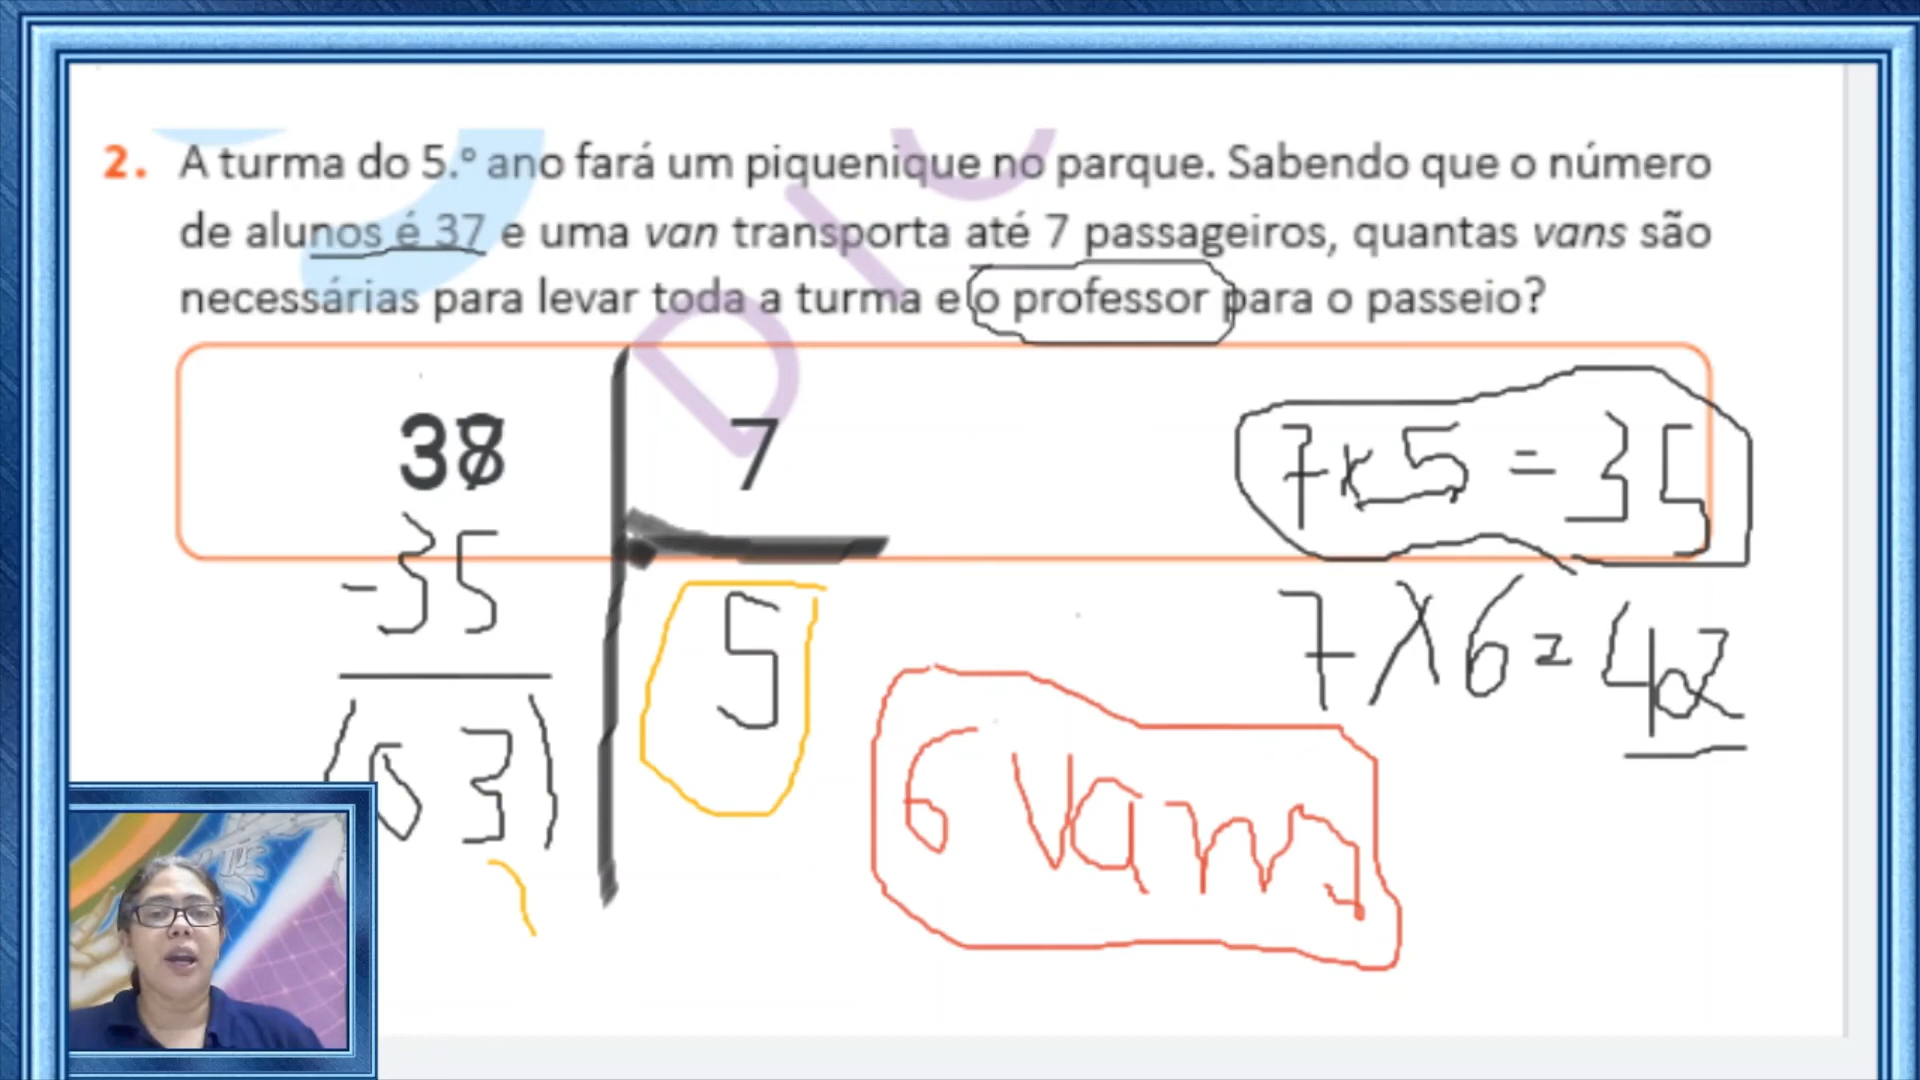 2. A turma do 5.º ano fará um piquenique no parque. Sabendo que o número
de alunos é 37 e uma van transporta até 7 passageiros, quantas vans são
necessárias para levar toda a turma e o professor para o passeio?
38 7
7x5 = 35
-35
5
7x6=42
(03)
6 Vans